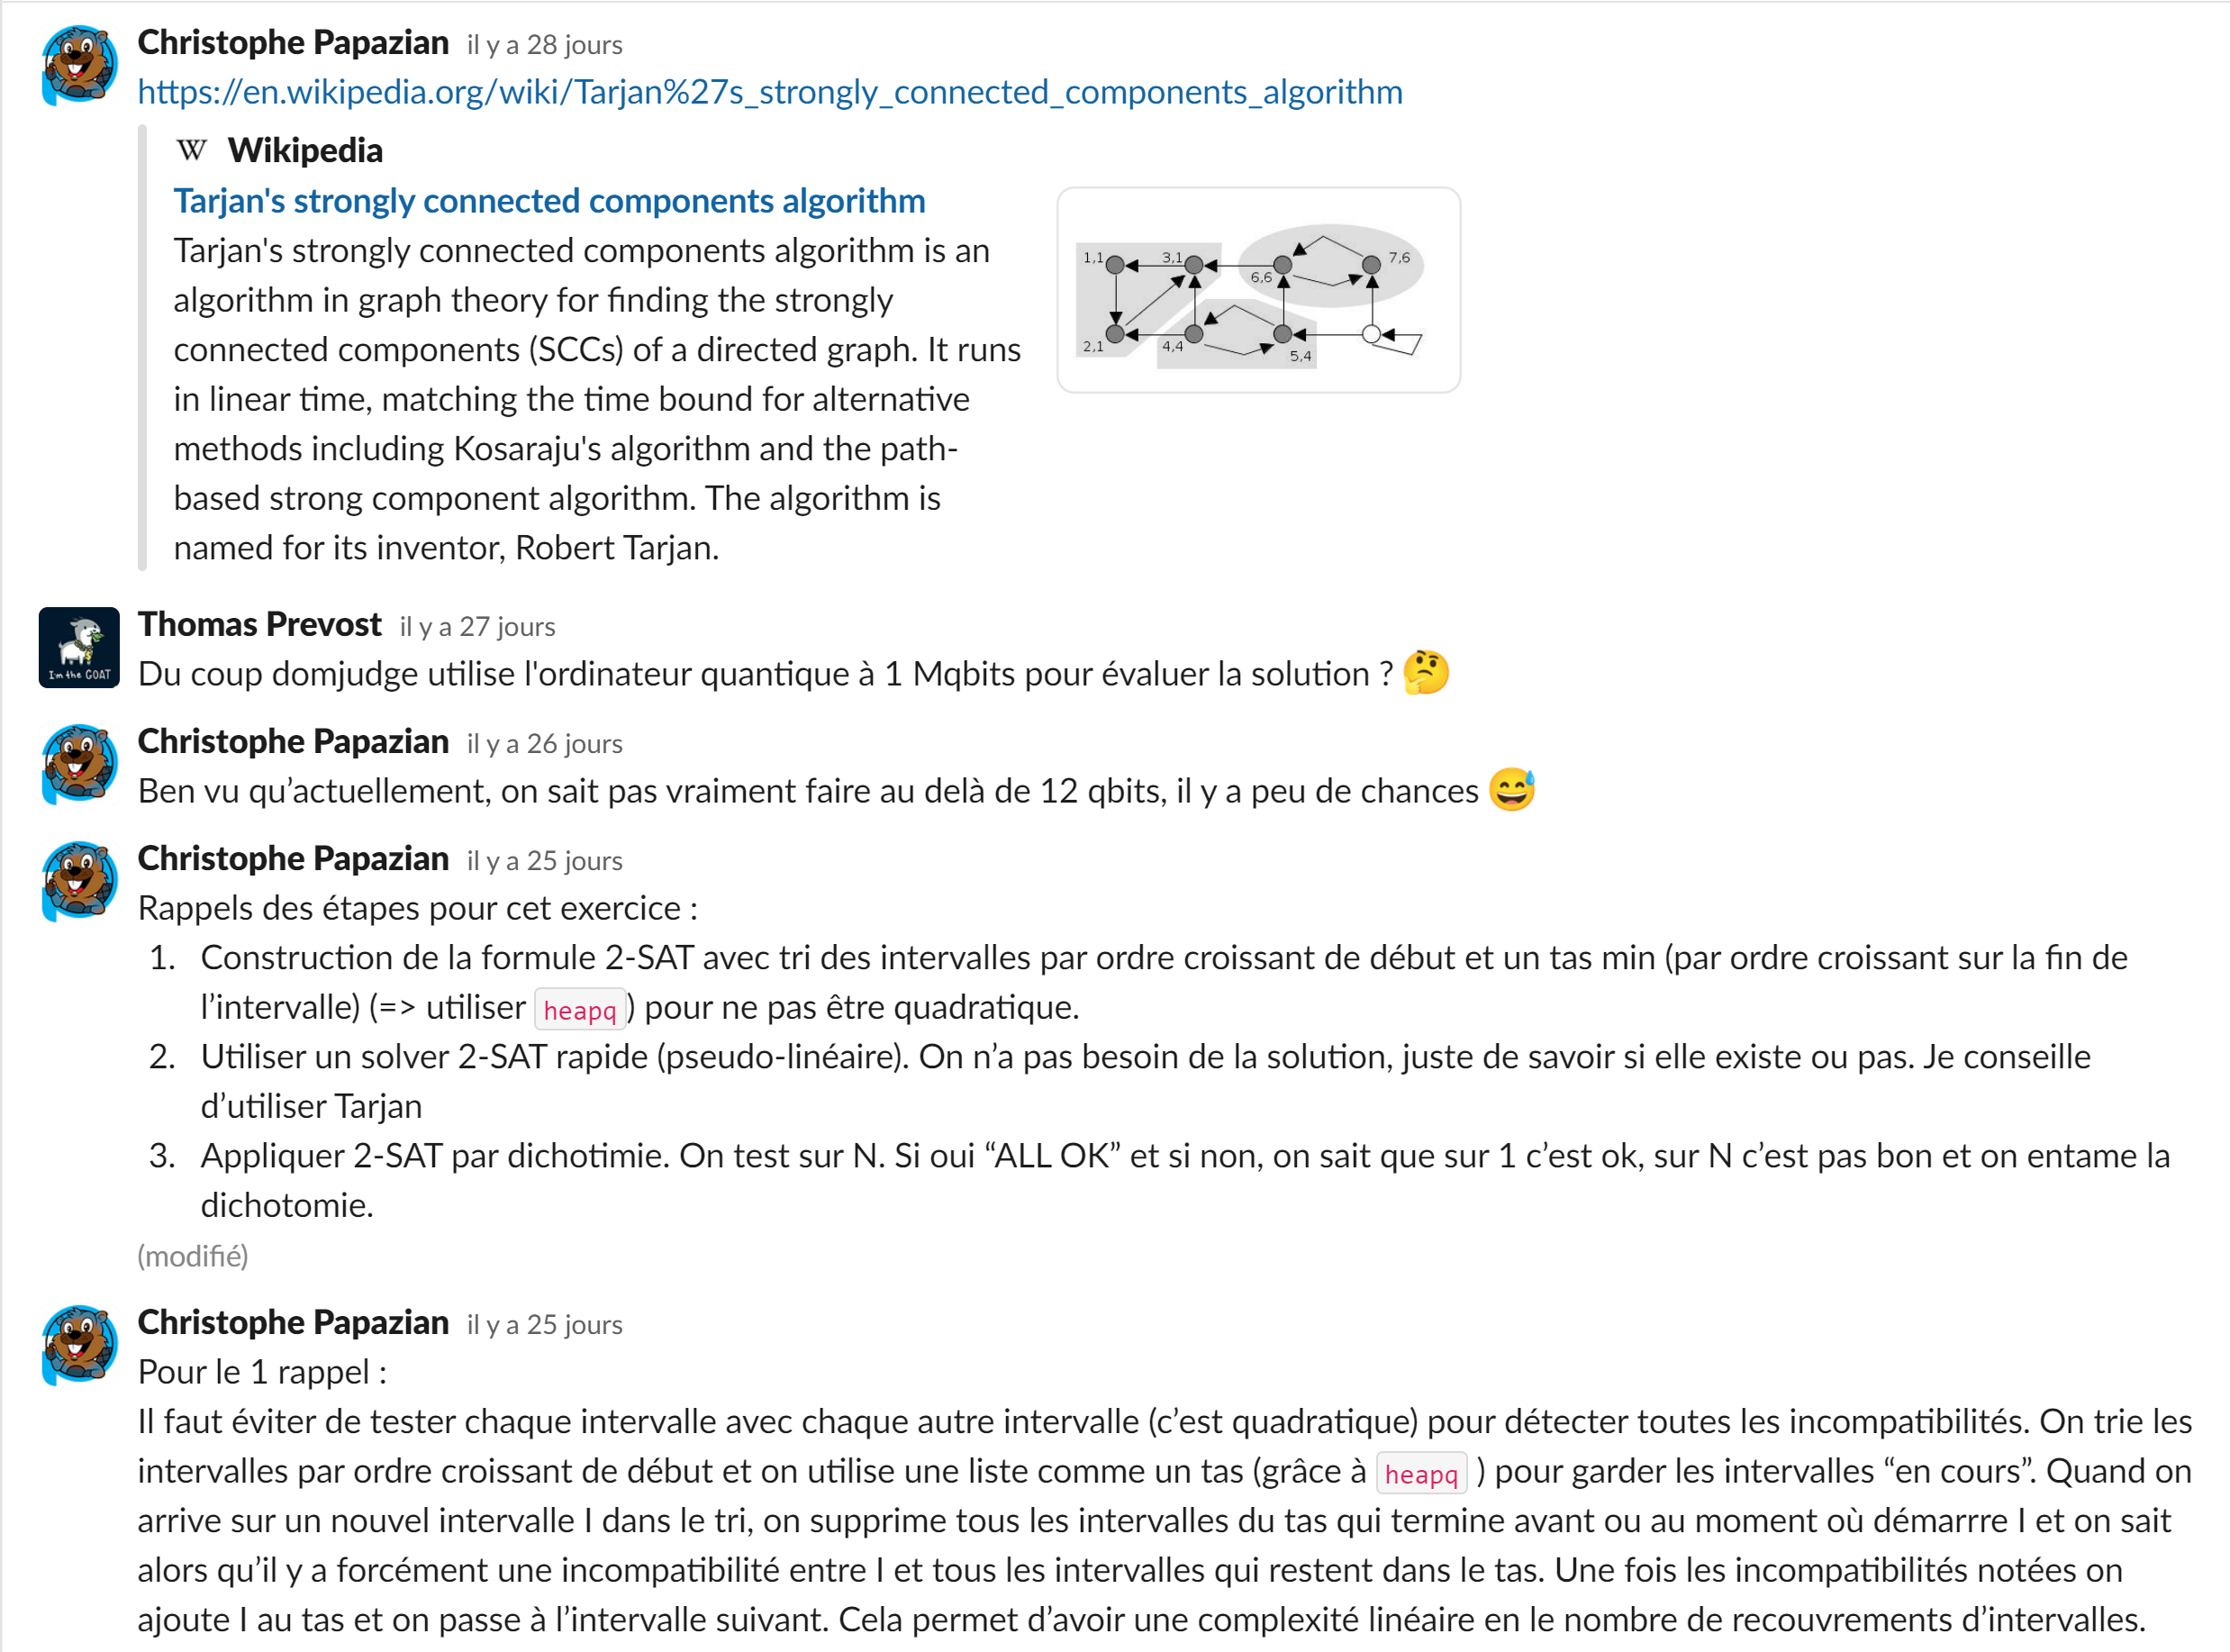 Christophe Papazian il y a 28 jours
https://en.wikipedia.org/wiki/Tarjan%27s_strongly_connected_components_algorithm
W Wikipedia
Tarjan's strongly connected components algorithm
Tarjan's strongly connected components algorithm is an
algorithm in graph theory for finding the strongly
connected components (SCCs) of a directed graph. It runs
in linear time, matching the time bound for alternative
methods including Kosaraju's algorithm and the path-
based strong component algorithm. The algorithm is
named for its inventor, Robert Tarjan.
1,1 3,1 6,6 7,6
2,1 4,4 5,4
Thomas Prevost il y a 27 jours
I'm the GOAT
Du coup domjudge utilise l'ordinateur quantique à 1 Mqbits pour évaluer la solution ? 🤔
Christophe Papazian il y a 26 jours
Ben vu qu’actuellement, on sait pas vraiment faire au delà de 12 qbits, il y a peu de chances 😅
Christophe Papazian il y a 25 jours
Rappels des étapes pour cet exercice :
1. Construction de la formule 2-SAT avec tri des intervalles par ordre croissant de début et un tas min (par ordre croissant sur la fin de
l’intervalle) (=> utiliser heapq) pour ne pas être quadratique.
2. Utiliser un solver 2-SAT rapide (pseudo-linéaire). On n’a pas besoin de la solution, juste de savoir si elle existe ou pas. Je conseille
d’utiliser Tarjan
3. Appliquer 2-SAT par dichotimie. On test sur N. Si oui “ALL OK” et si non, on sait que sur 1 c’est ok, sur N c’est pas bon et on entame la
dichotomie.
(modifié)
Christophe Papazian il y a 25 jours
Pour le 1 rappel :
Il faut éviter de tester chaque intervalle avec chaque autre intervalle (c’est quadratique) pour détecter toutes les incompatibilités. On trie les
intervalles par ordre croissant de début et on utilise une liste comme un tas (grâce à heapq ) pour garder les intervalles “en cours”. Quand on
arrive sur un nouvel intervalle I dans le tri, on supprime tous les intervalles du tas qui termine avant ou au moment où démarrre I et on sait
alors qu’il y a forcément une incompatibilité entre I et tous les intervalles qui restent dans le tas. Une fois les incompatibilités notées on
ajoute I au tas et on passe à l’intervalle suivant. Cela permet d’avoir une complexité linéaire en le nombre de recouvrements d’intervalles.